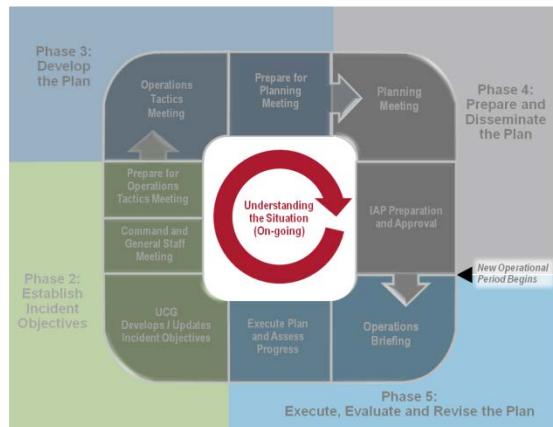 Phase 3:
Develop
the Plan
Operations
Tactics
Meeting
Prepare for
Planning
Meeting
Planning
Meeting
Phase 4:
Prepare and
Disseminate
the Plan
Prepare for
Operations
Tactics Meeting
Understanding
the Situation
(On-going)
IAP Preparation
and Approval
Command and
General Staff
Meeting
New Operational
Period Begins
Phase 2:
Establish
Incident
Objectives
UCG
Develops / Updates
Incident Objectives
Execute Plan
and Assess
Progress
Operations
Briefing
Phase 5:
Execute, Evaluate and Revise the Plan